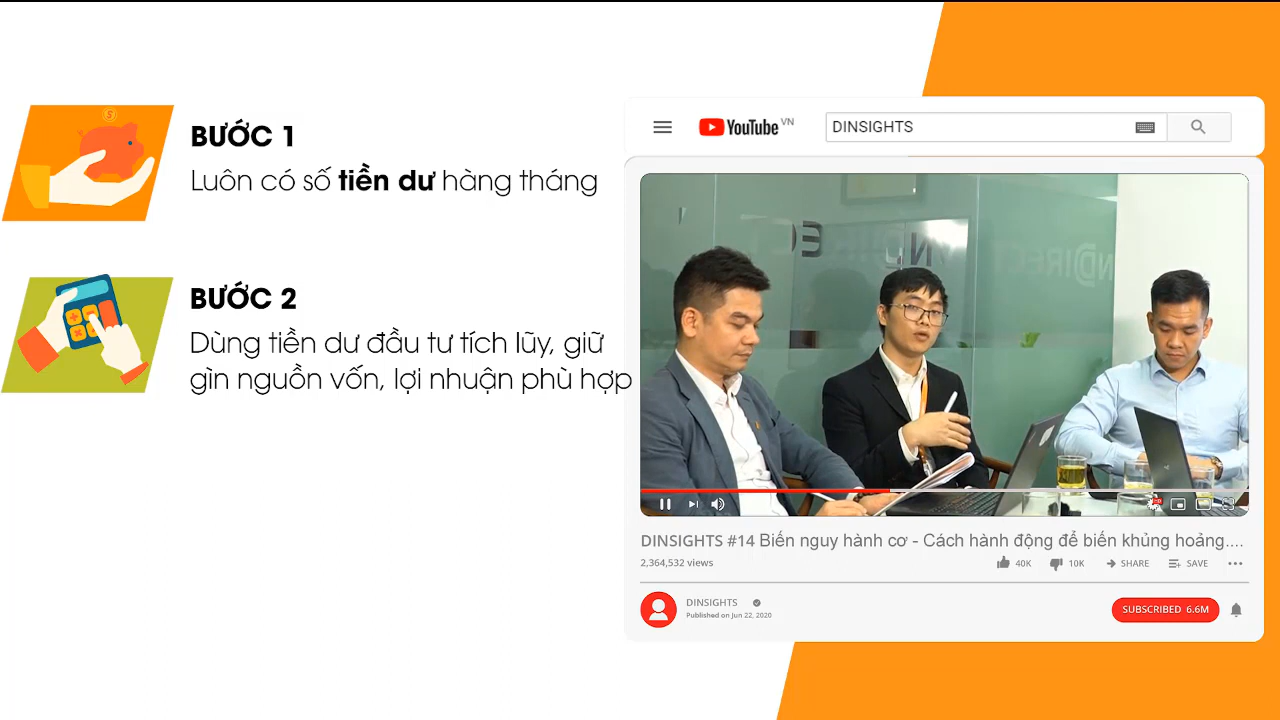 BƯỚC 1
Luôn có số tiền dư hàng tháng
BƯỚC 2
Dùng tiền dư đầu tư tích lũy, giữ
gìn nguồn vốn, lợi nhuận phù hợp
YouTube VN
DINSIGHTS
NDIRECT
DINSIGHTS #14 Biến nguy hành cơ - Cách hành động để biến khủng hoảng....
2,364,532 views
40K
10K
SHARE
SAVE
DINSIGHTS
Published on Jun 22, 2020
SUBSCRIBED 6.6M